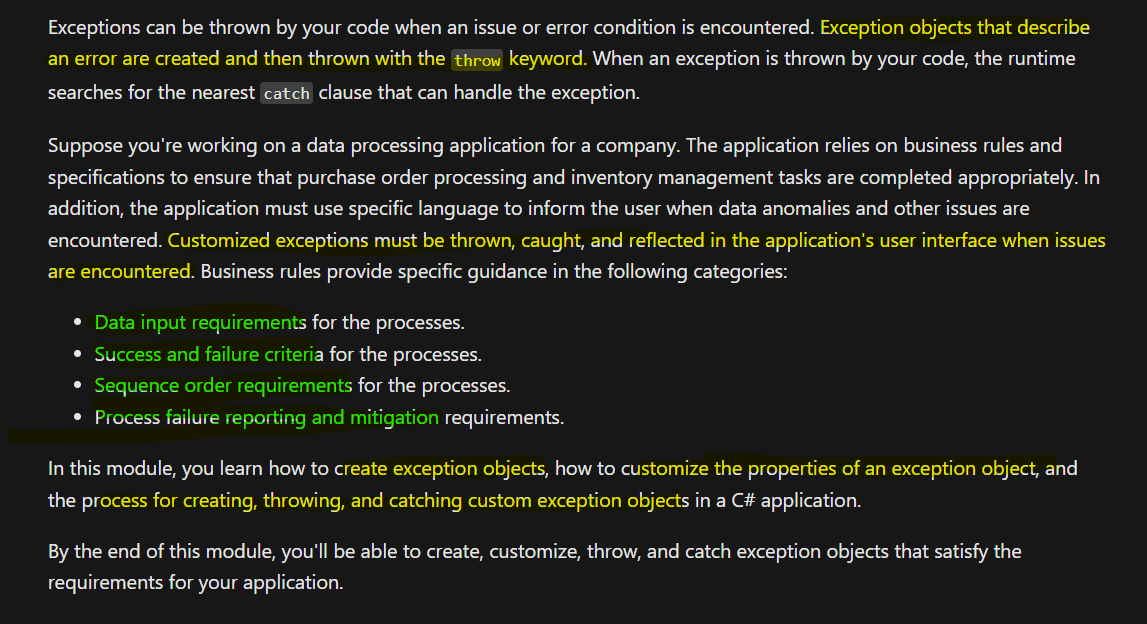 Exceptions can be thrown by your code when an issue or error condition is encountered. Exception objects that describe
an error are created and then thrown with the throw keyword. When an exception is thrown by your code, the runtime
searches for the nearest catch clause that can handle the exception.
Suppose you're working on a data processing application for a company. The application relies on business rules and
specifications to ensure that purchase order processing and inventory management tasks are completed appropriately. In
addition, the application must use specific language to inform the user when data anomalies and other issues are
encountered. Customized exceptions must be thrown, caught, and reflected in the application's user interface when issues
are encountered. Business rules provide specific guidance in the following categories:
• Data input requirements for the processes.
• Success and failure criteria for the processes.
• Sequence order requirements for the processes.
• Process failure reporting and mitigation requirements.
In this module, you learn how to create exception objects, how to customize the properties of an exception object, and
the process for creating, throwing, and catching custom exception objects in a C# application.
By the end of this module, you'll be able to create, customize, throw, and catch exception objects that satisfy the
requirements for your application.